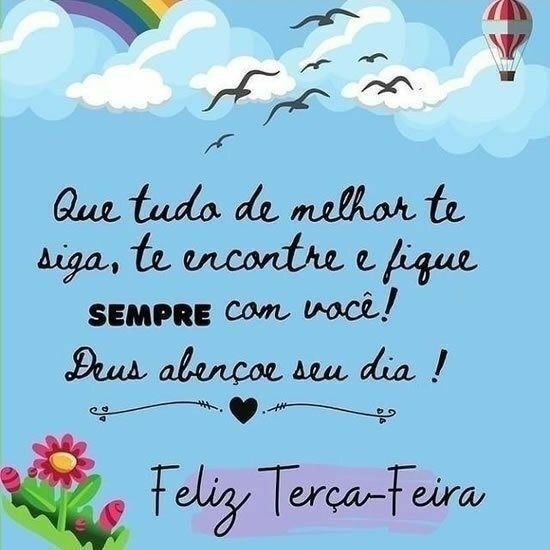 Que tudo de melhor te
siga, te encontre e fique
SEMPRE com você!
Deus abençoe seu dia !
Feliz Terça-Feira